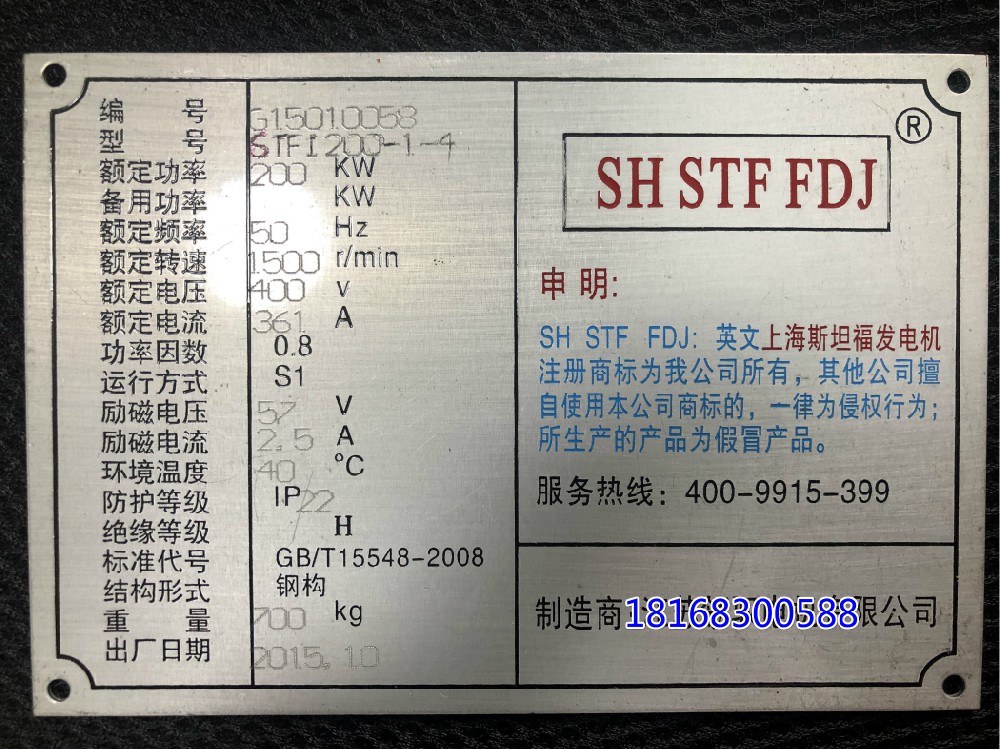 编 号 G15010058
型 号 STFI200-1-4
额定功率 200 KW
备用功率 KW
额定频率 50 Hz
额定转速 1500 r/min
额定电压 400 v
额定电流 361 A
功率因数 0.8
运行方式 S1
励磁电压 57 V
励磁电流 2.5 A
环境温度 40 ℃
防护等级 IP22
绝缘等级 H
标准代号 GB/T15548-2008
结构形式 钢构
重 量 700 kg
出厂日期 2015.10
®
SH STF FDJ
申明:
SH STF FDJ: 英文上海斯坦福发电机
注册商标为我公司所有，其他公司擅
自使用本公司商标的，一律为侵权行为;
所生产的产品为假冒产品。
服务热线: 400-9915-399
制造商 限公司
18168300588